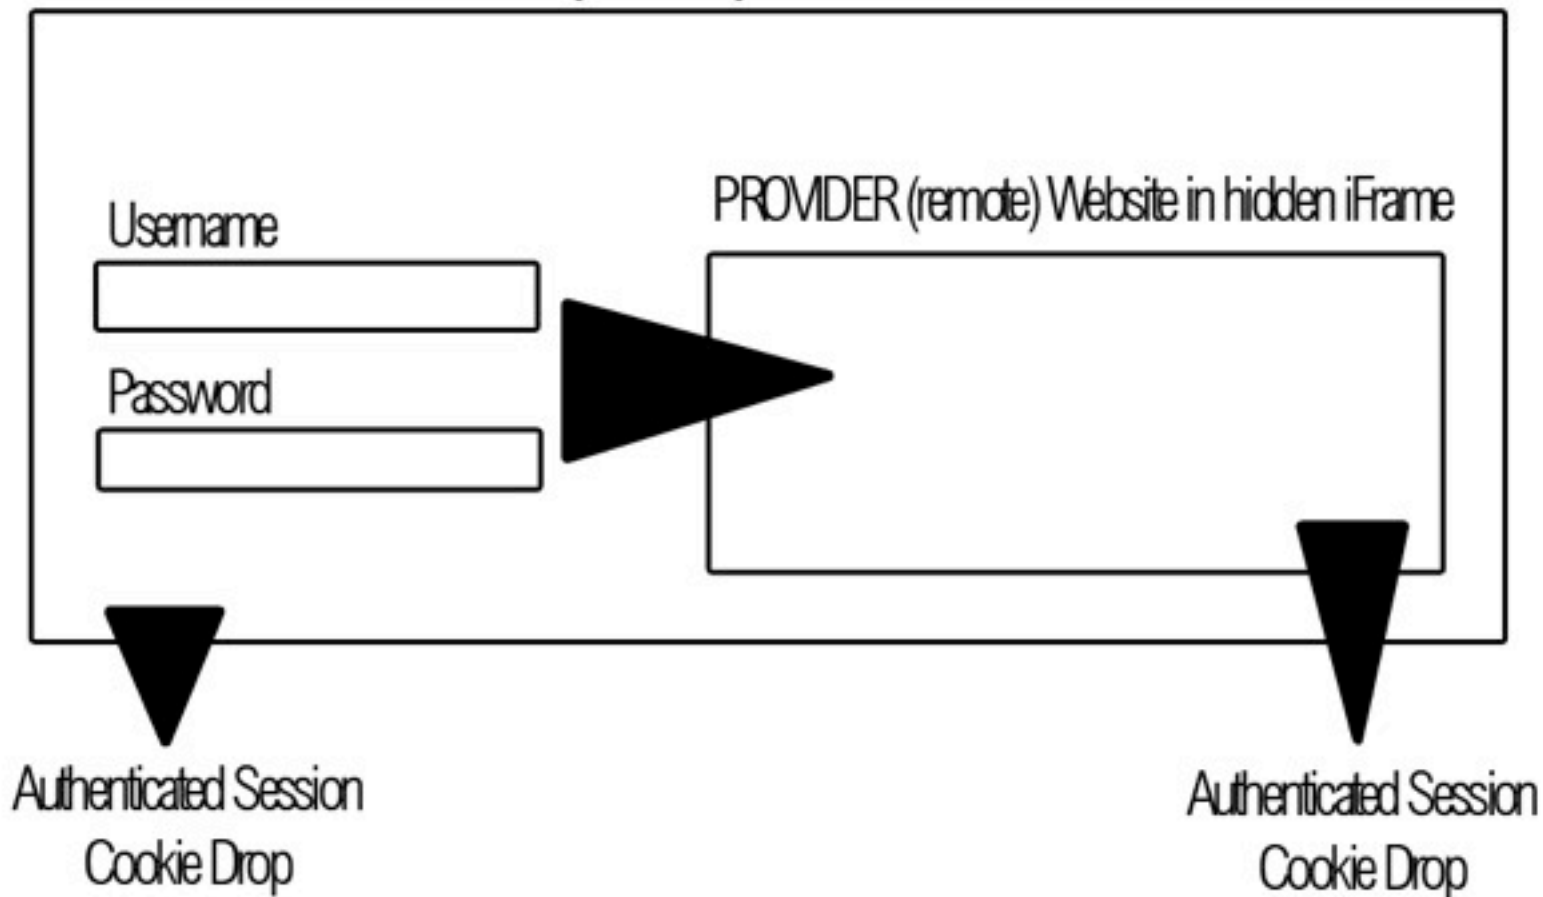 Username
PROVIDER (remote) Website in hidden iFrame
Password
Authenticated Session
Cookie Drop
Authenticated Session
Cookie Drop